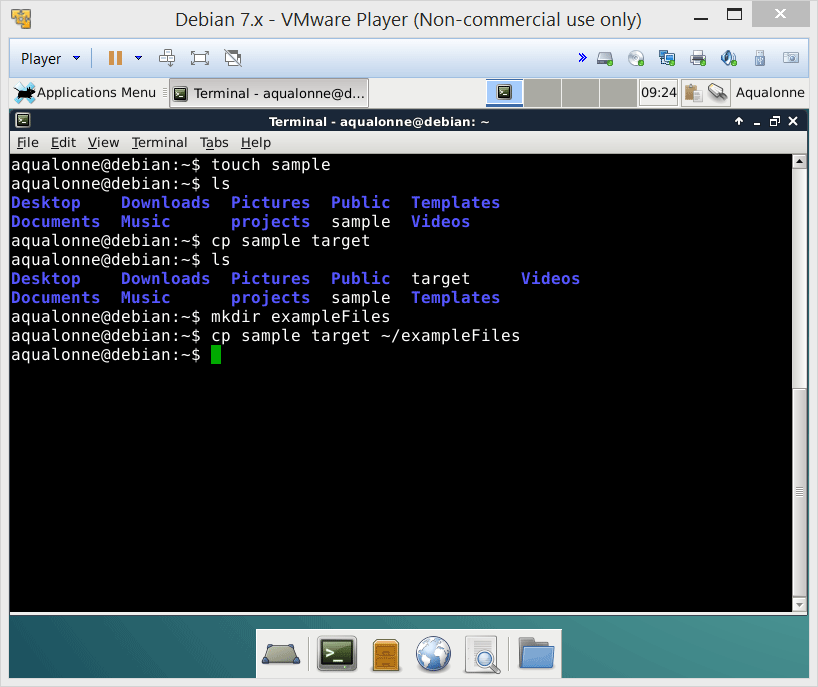 Debian 7.x - VMware Player (Non-commercial use only)
Player
Applications Menu Terminal - aqualonne@d... 09:24 Aqualonne
Terminal - aqualonne@debian: ~
File Edit View Terminal Tabs Help
aqualonne@debian:~$ touch sample
aqualonne@debian:~$ ls
Desktop Downloads Pictures Public Templates
Documents Music projects sample Videos
aqualonne@debian:~$ cp sample target
aqualonne@debian:~$ ls
Desktop Downloads Pictures Public target Videos
Documents Music projects sample Templates
aqualonne@debian:~$ mkdir exampleFiles
aqualonne@debian:~$ cp sample target ~/exampleFiles
aqualonne@debian:~$